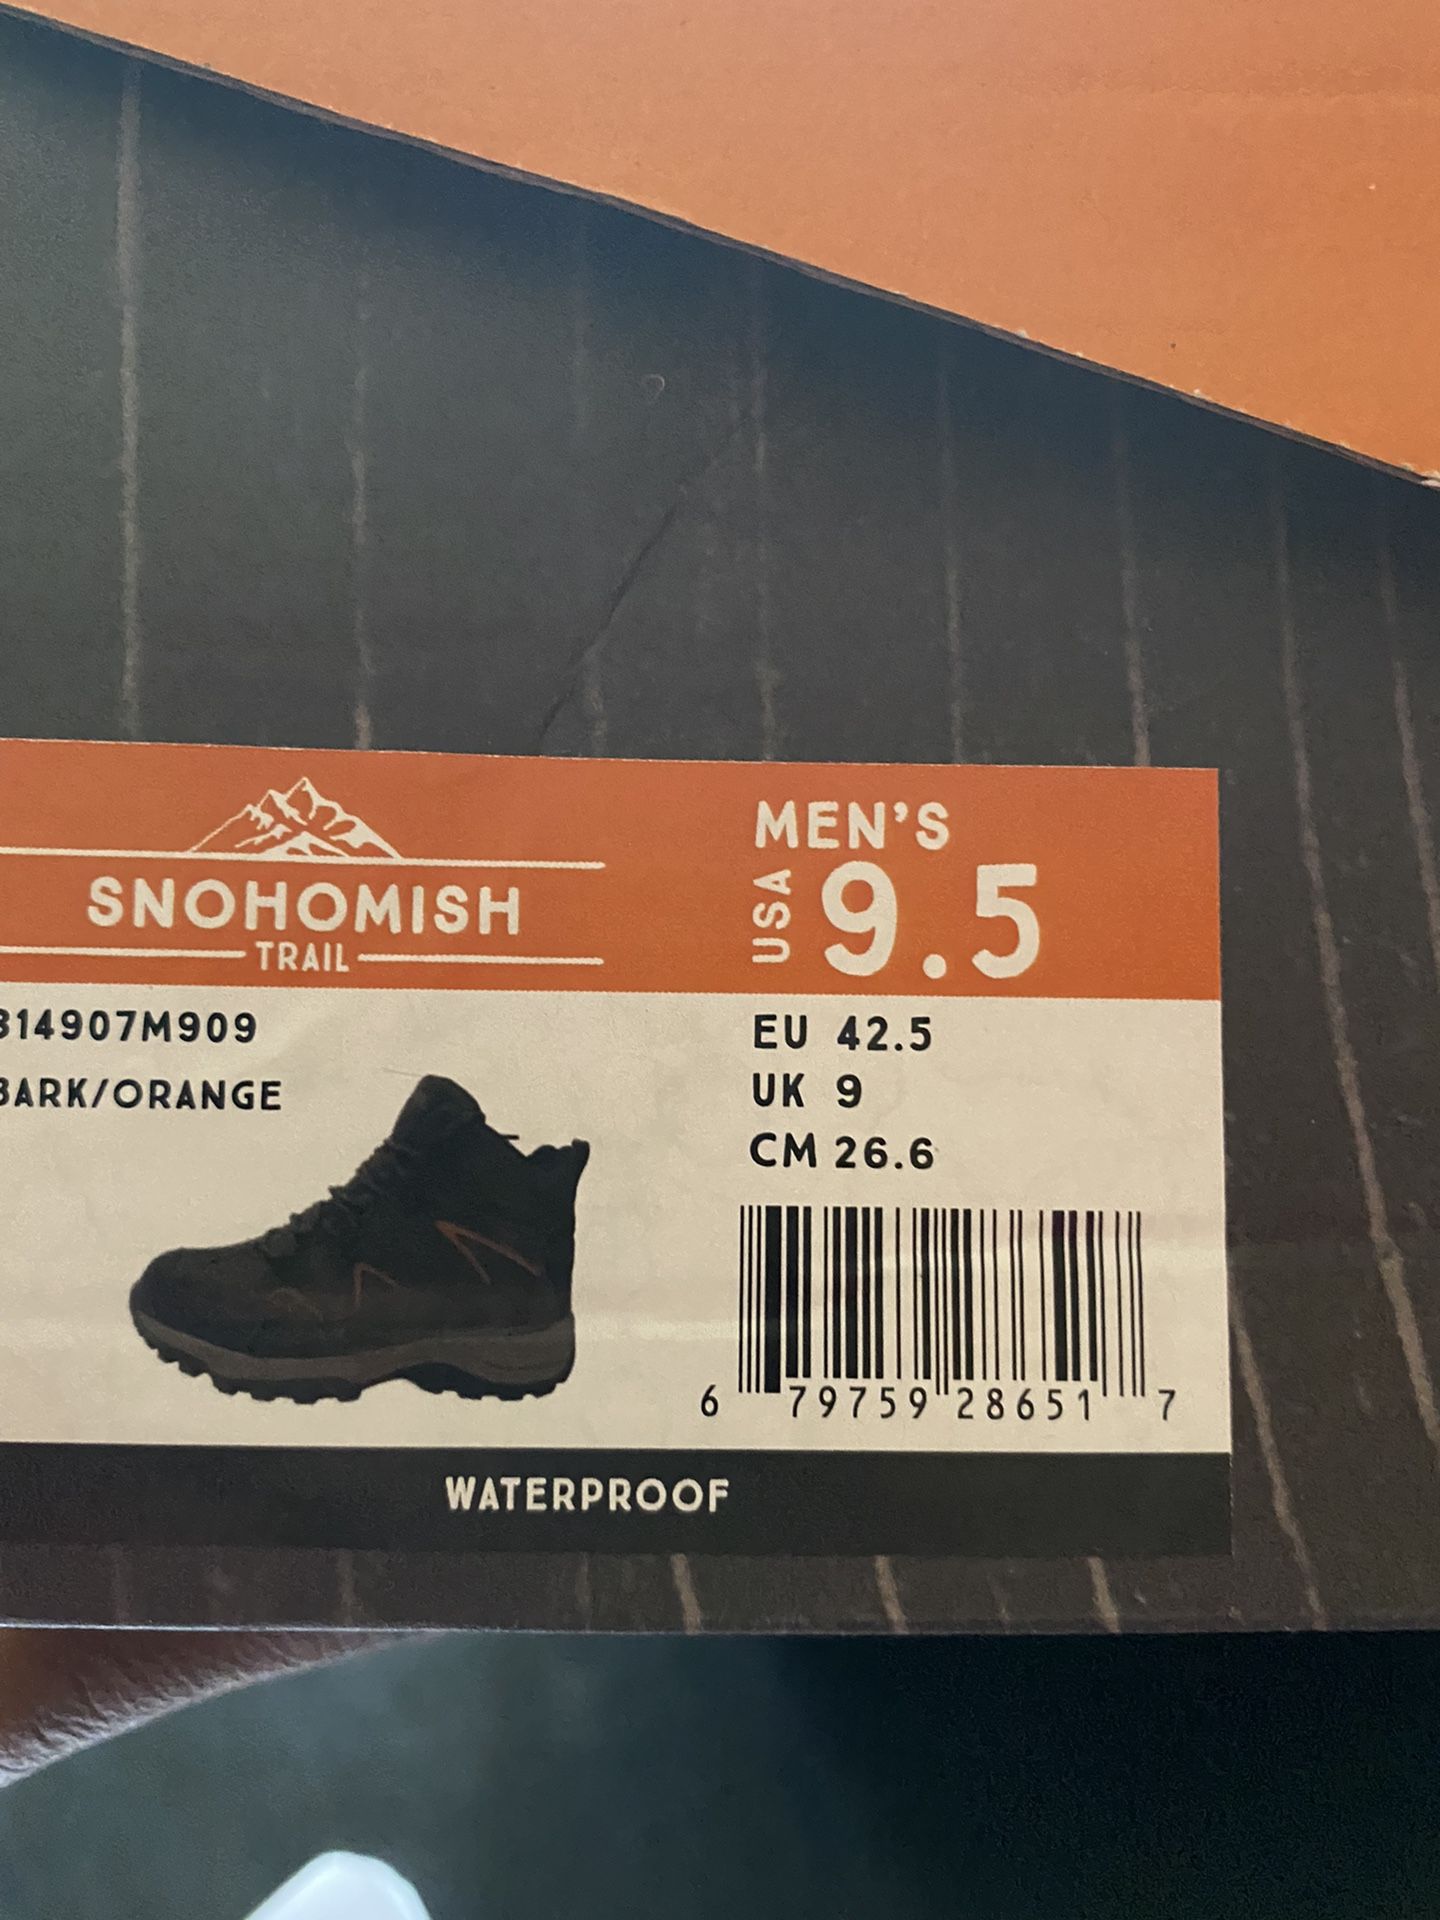 SNOHOMISH
TRAIL
MEN'S
USA 9.5
314907M909
BARK/ORANGE
EU 42.5
UK 9
CM 26.6
6 79759 28651 7
WATERPROOF